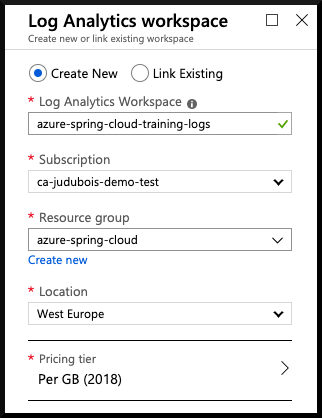 Log Analytics workspace
Create new or link existing workspace
Create New Link Existing
* Log Analytics Workspace
azure-spring-cloud-training-logs
* Subscription
ca-judubois-demo-test
* Resource group
azure-spring-cloud
Create new
* Location
West Europe
* Pricing tier
Per GB (2018)